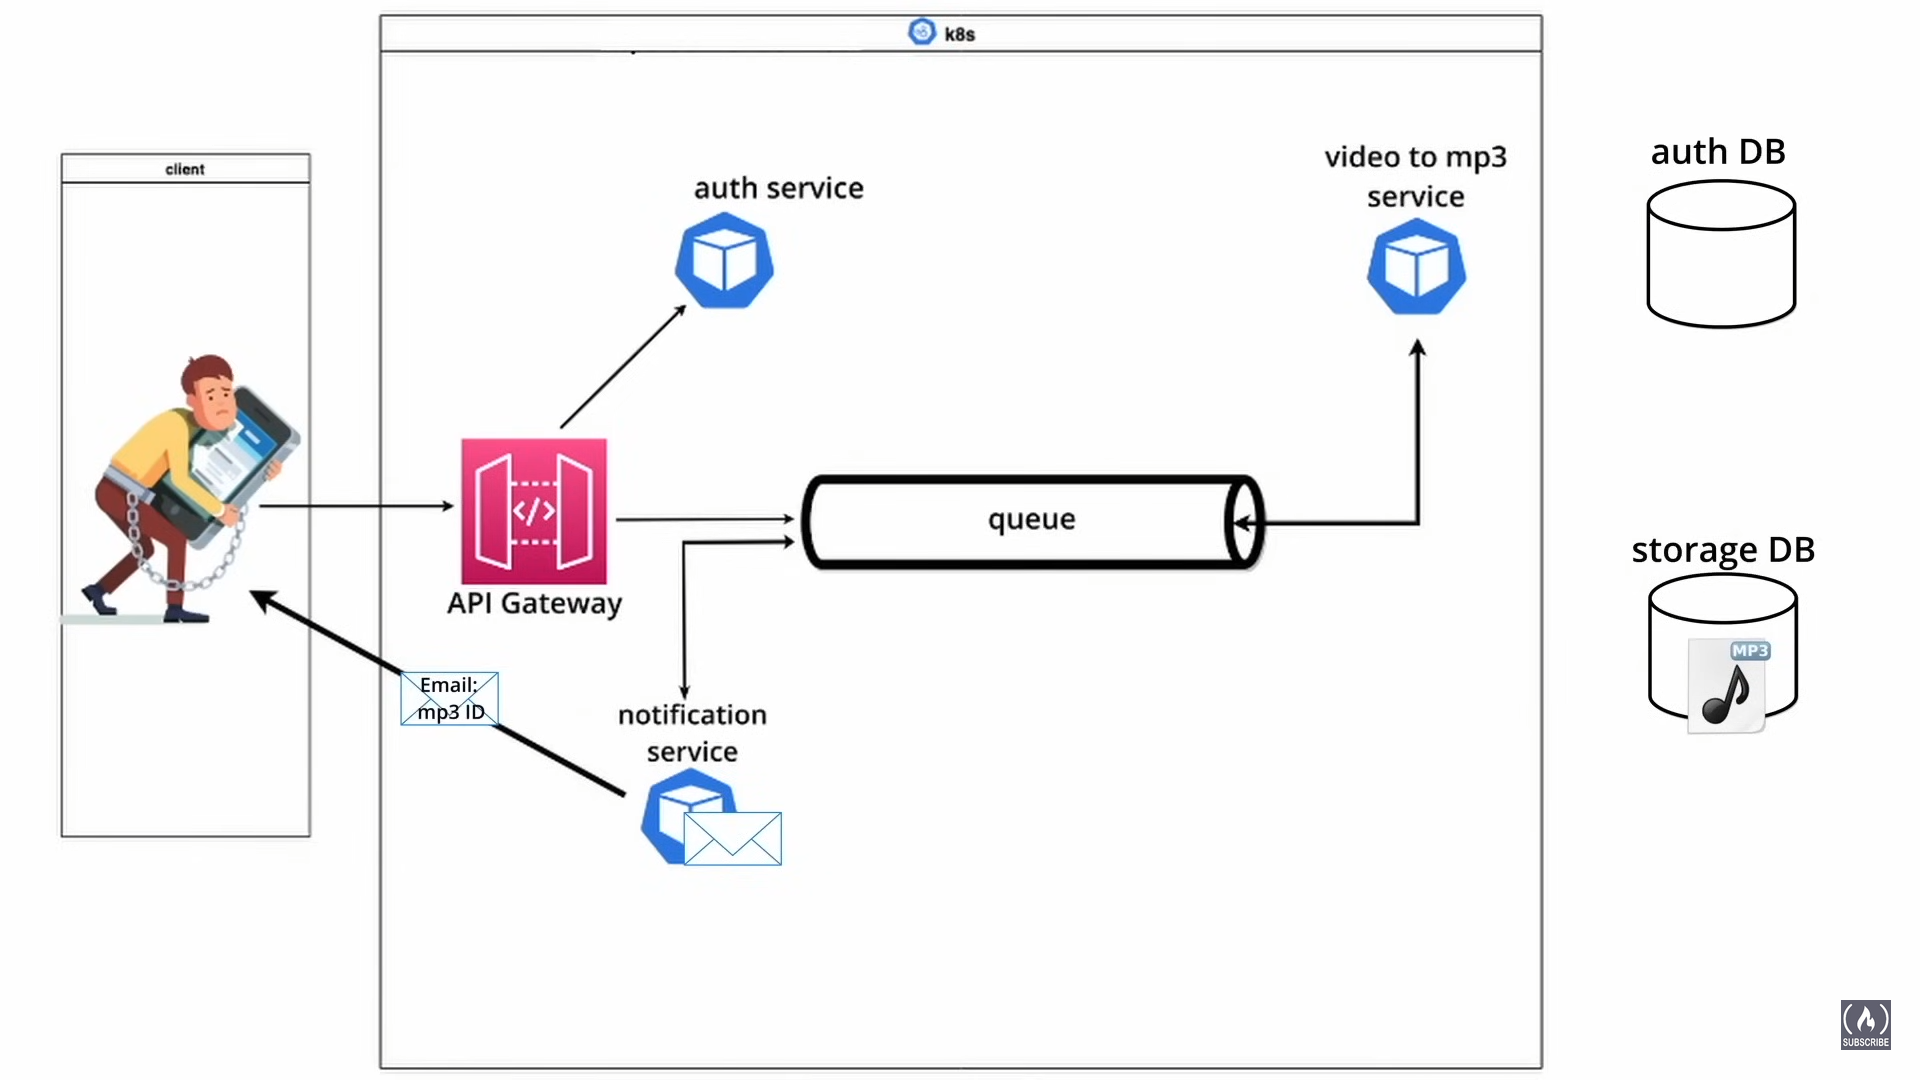 k8s
client
auth service
video to mp3
service
auth DB
API Gateway
</>
queue
storage DB
MP3
Email:
mp3 ID
notification
service
SUBSCRIBE